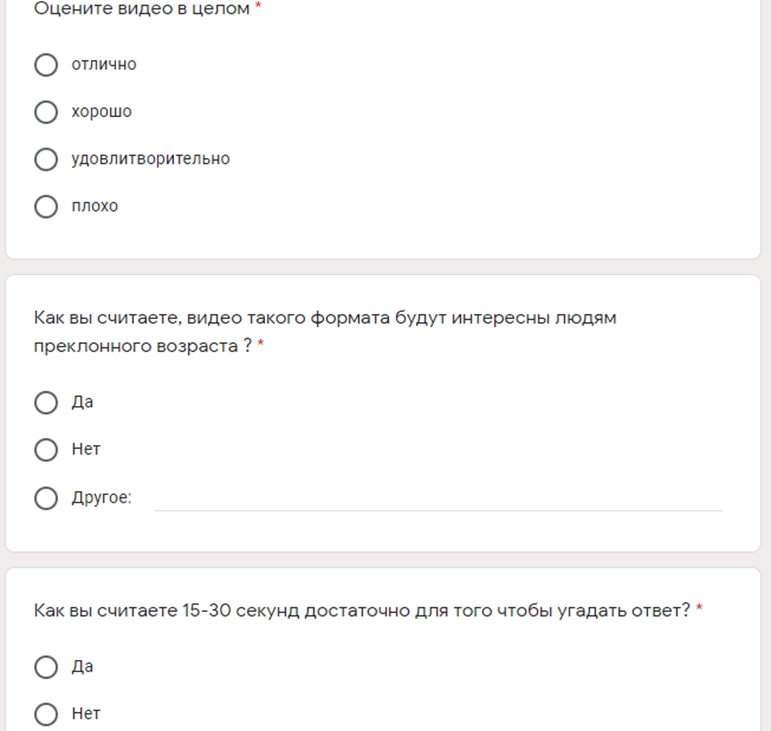 Оцените видео в целом *
отлично
хорошо
удовлитворительно
плохо
Как вы считаете, видео такого формата будут интересны людям
преклонного возраста ? *
Да
Нет
Другое:
Как вы считаете 15-30 секунд достаточно для того чтобы угадать ответ? *
Да
Нет